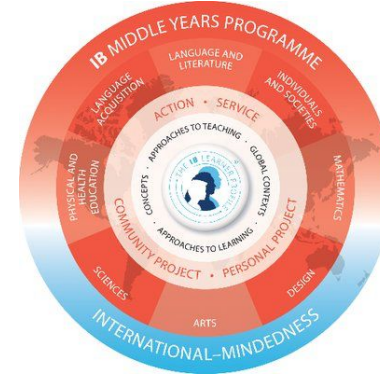 IB MIDDLE YEARS PROGRAMME
LANGUAGE AND
LITERATURE
INDIVIDUALS
AND SOCIETIES
MATHEMATICS
DESIGN
ARTS
SCIENCES
PHYSICAL AND
HEALTH
EDUCATION
LANGUAGE
ACQUISITION
ACTION • SERVICE
PERSONAL PROJECT
COMMUNITY PROJECT •
APPROACHES TO TEACHING ·
GLOBAL CONTEXTS ·
APPROACHES TO LEARNING ·
CONCEPTS ·
THE IB LEARNER PROFILE
INTERNATIONAL–MINDEDNESS